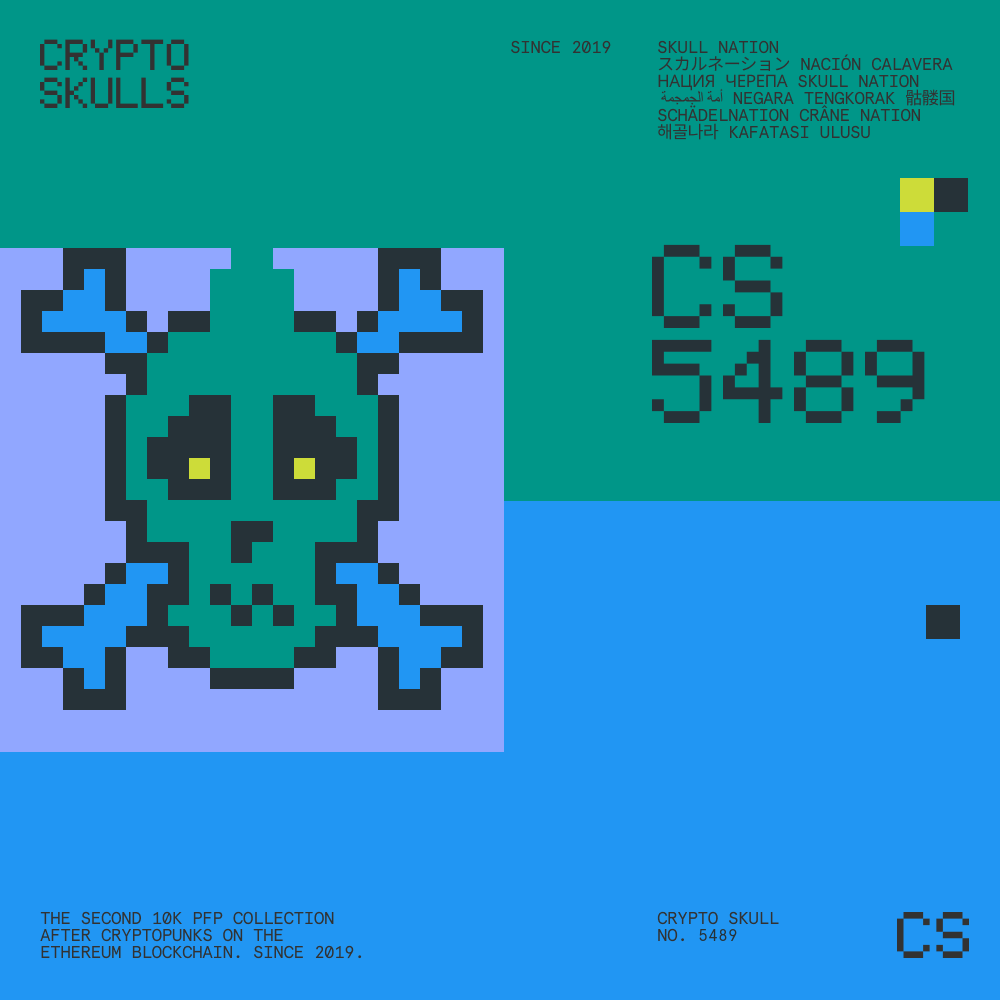 CRYPTO
SKULLS
SINCE 2019
SKULL NATION
スカルネーション NACIÓN CALAVERA
НАЦИЯ ЧЕРЕПА SKULL NATION
أمة الجمجمة NEGARA TENGKORAK 骷髅国
SCHÄDELNATION CRÂNE NATION
해골나라 KAFATASI ULUSU
CS
5489
THE SECOND 10K PFP COLLECTION
AFTER CRYPTOPUNKS ON THE
ETHEREUM BLOCKCHAIN. SINCE 2019.
CRYPTO SKULL
NO. 5489
CS